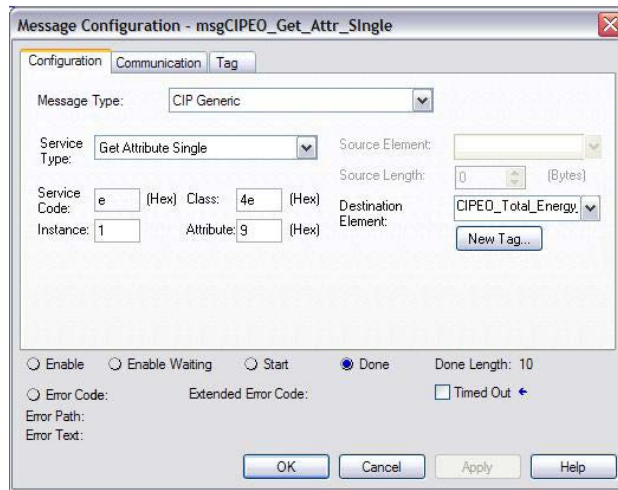 Message Configuration - msgCIPEO_Get_Attr_SIngle
Configuration Communication Tag
Message Type: CIP Generic
Service Type: Get Attribute Single Source Element:
Source Length: 0 (Bytes)
Service Code: e (Hex) Class: 4e (Hex) Destination Element: CIPEO_Total_Energy_
Instance: 1 Attribute: 9 (Hex) New Tag...
Enable Enable Waiting Start Done Done Length: 10
Error Code: Extended Error Code: Timed Out
Error Path:
Error Text:
OK Cancel Apply Help